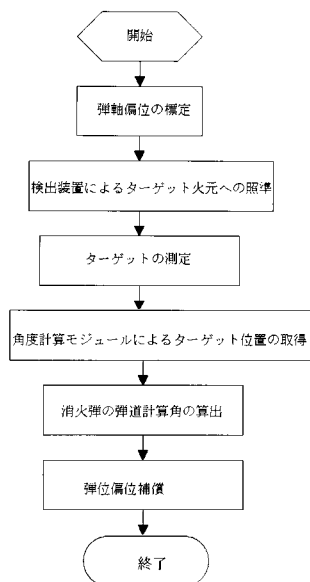 開始
弾軸偏位の標定
検出装置によるターゲット火元への照準
ターゲットの測定
角度計算モジュールによるターゲット位置の取得
消火弾の弾道計算角の算出
弾位偏位補償
終了